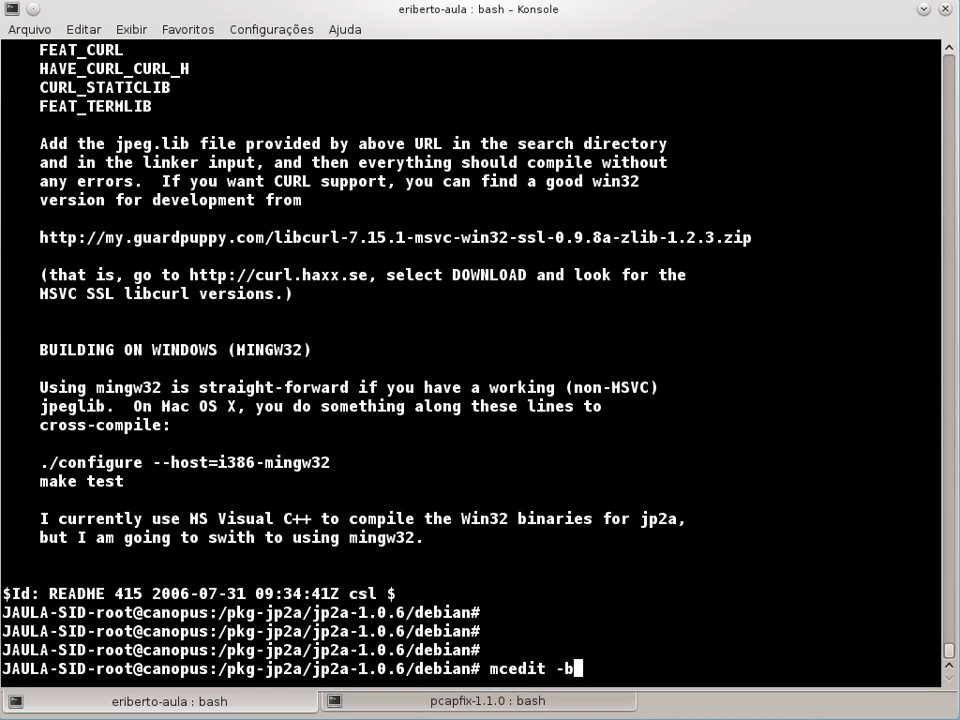 eriberto-aula : bash – Konsole
Arquivo Editar Exibir Favoritos Configurações Ajuda
FEAT_CURL
HAVE_CURL_CURL_H
CURL_STATICLIB
FEAT_TERMLIB
Add the jpeg.lib file provided by above URL in the search directory
and in the linker input, and then everything should compile without
any errors.  If you want CURL support, you can find a good win32
version for development from
http://my.guardpuppy.com/libcurl-7.15.1-msvc-win32-ssl-0.9.8a-zlib-1.2.3.zip
(that is, go to http://curl.haxx.se, select DOWNLOAD and look for the
MSVC SSL libcurl versions.)
BUILDING ON WINDOWS (MINGW32)
Using mingw32 is straight-forward if you have a working (non-MSVC)
jpeglib.  On Mac OS X, you do something along these lines to
cross-compile:
./configure --host=i386-mingw32
make test
I currently use MS Visual C++ to compile the Win32 binaries for jp2a,
but I am going to swith to using mingw32.
$Id: README 415 2006-07-31 09:34:41Z csl $
JAULA-SID-root@canopus:/pkg-jp2a/jp2a-1.0.6/debian#
JAULA-SID-root@canopus:/pkg-jp2a/jp2a-1.0.6/debian#
JAULA-SID-root@canopus:/pkg-jp2a/jp2a-1.0.6/debian#
JAULA-SID-root@canopus:/pkg-jp2a/jp2a-1.0.6/debian# mcedit -b
eriberto-aula : bash pcapfix-1.1.0 : bash